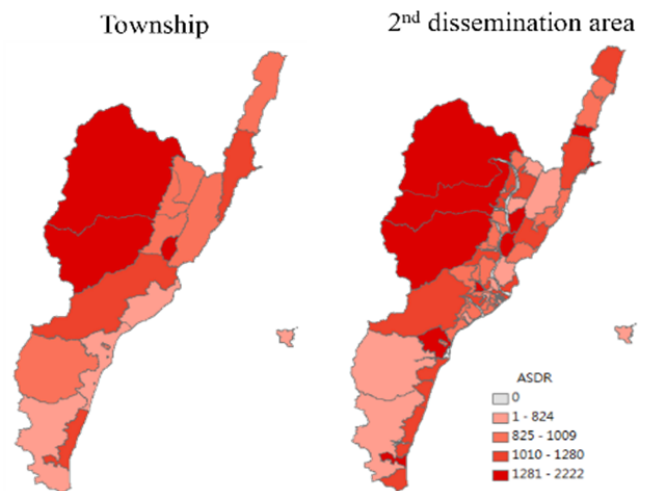 Township
2nd dissemination area
ASDR
0
1 - 824
825 - 1009
1010 - 1280
1281 - 2222